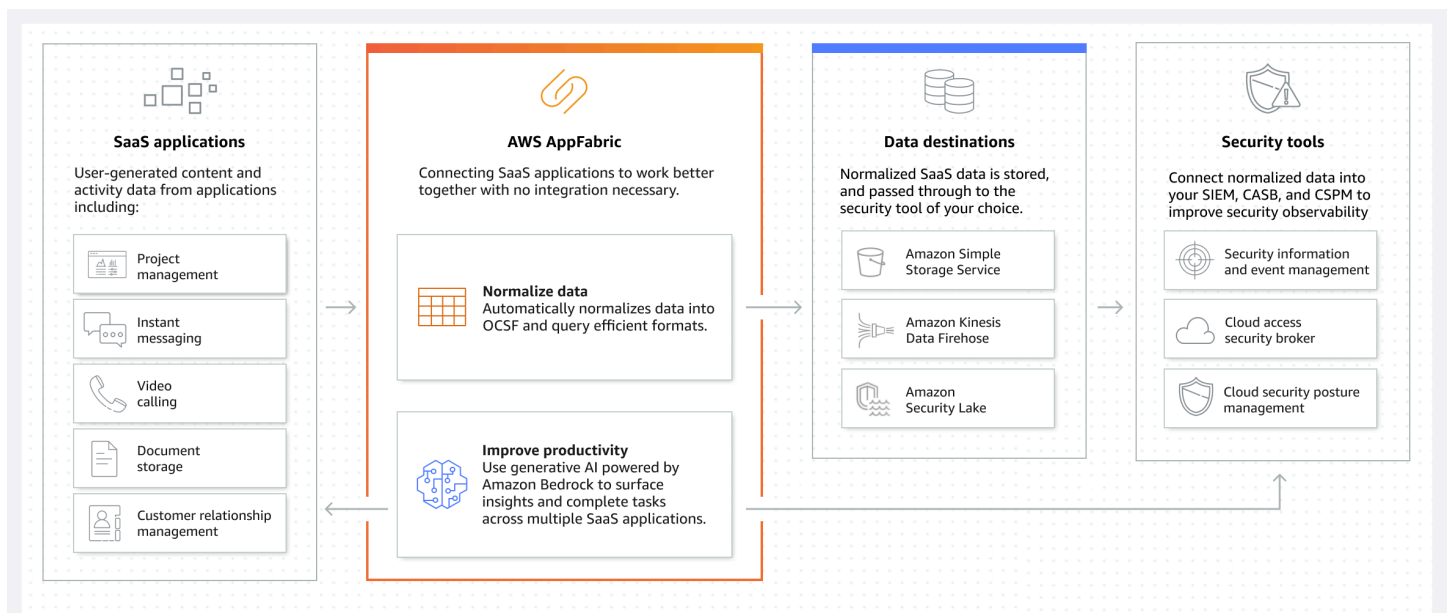 SaaS applications
User-generated content and
activity data from applications
including:
Project
management
Instant
messaging
Video
calling
Document
storage
Customer relationship
management
AWS AppFabric
Connecting SaaS applications to work better
together with no integration necessary.
Normalize data
Automatically normalizes data into
OCSF and query efficient formats.
Improve productivity
Use generative AI powered by
Amazon Bedrock to surface
insights and complete tasks
across multiple SaaS applications.
Data destinations
Normalized SaaS data is stored,
and passed through to the
security tool of your choice.
Amazon Simple
Storage Service
Amazon Kinesis
Data Firehose
Amazon
Security Lake
Security tools
Connect normalized data into
your SIEM, CASB, and CSPM to
improve security observability
Security information
and event management
Cloud access
security broker
Cloud security posture
management